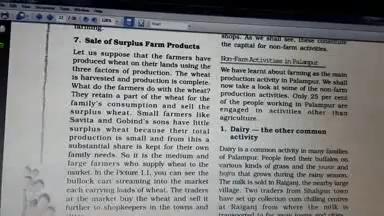 farming.
7. Sale of Surplus Farm Products
Let us suppose that the farmers have
produced wheat on their lands using the
three factors of production. The wheat
is harvested and production is complete.
What do the farmers do with the wheat?
They retain a part of the wheat for the
family's consumption and sell the
surplus wheat. Small farmers like
Savita and Gobind's sons have little
surplus wheat because their total
production is small and from this a
substantial share is kept for their own
family needs. So it is the medium and
large farmers who supply wheat to the
market. In the Picture 1.1, you can see the
bullock cart streaming into the market
each carrying loads of wheat. The traders
at the market buy the wheat and sell it
further to shopkeepers in the towns and
shops. As we shall see, these constitute
the capital for non-farm activities.
Non-Farm Activities in Palampur
We have learnt about farming as the main
production activity in Palampur. We shall
now take a look at some of the non-farm
production activities. Only 25 per cent
of the people working in Palampur are
engaged in activities other than
agriculture.
1. Dairy — the other common
activity
Dairy is a common activity in many families
of Palampur. People feed their buffalos on
various kinds of grass and the jowar and
bajra that grows during the rainy season.
The milk is sold in Raiganj, the nearby large
village. Two traders from Shahpur town
have set up collection cum chilling centres
at Raiganj from where the milk is
transported to far away towns and cities.